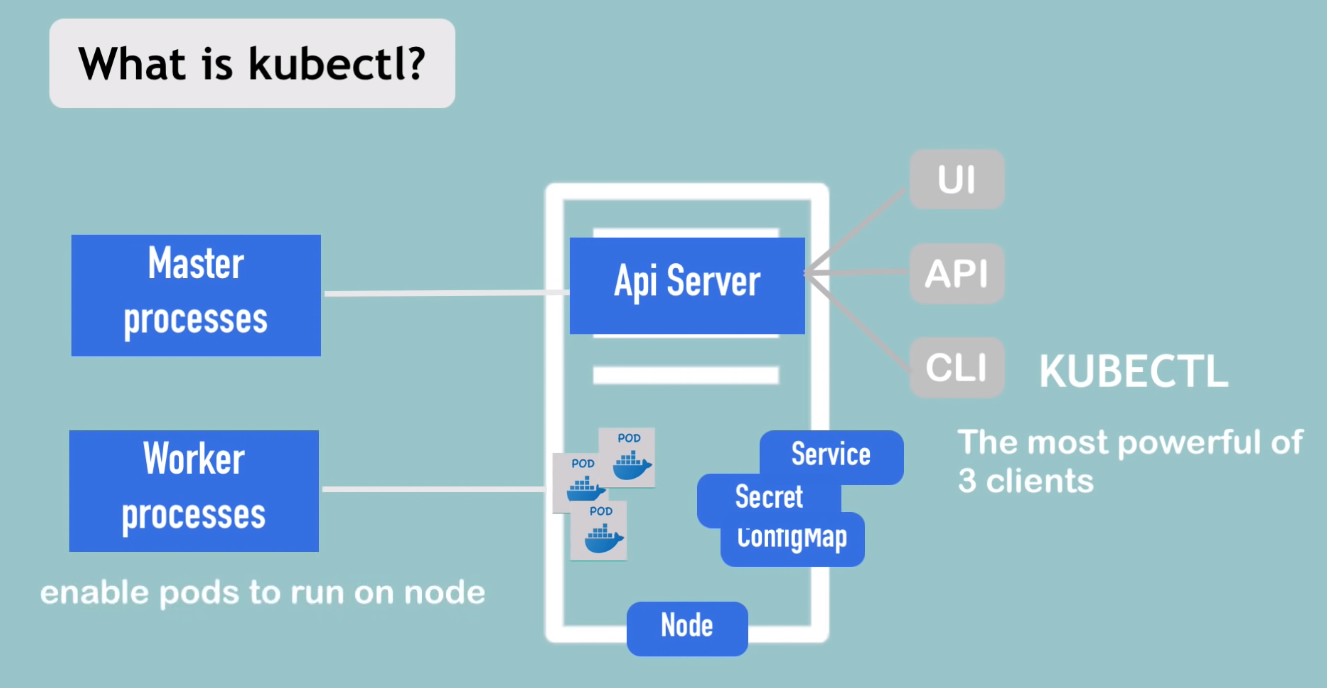 What is kubectl?
UI
Master
processes
Api Server
API
CLI
KUBECTL
The most powerful of
3 clients
Worker
processes
POD
POD
POD
Service
Secret
ConfigMap
enable pods to run on node
Node